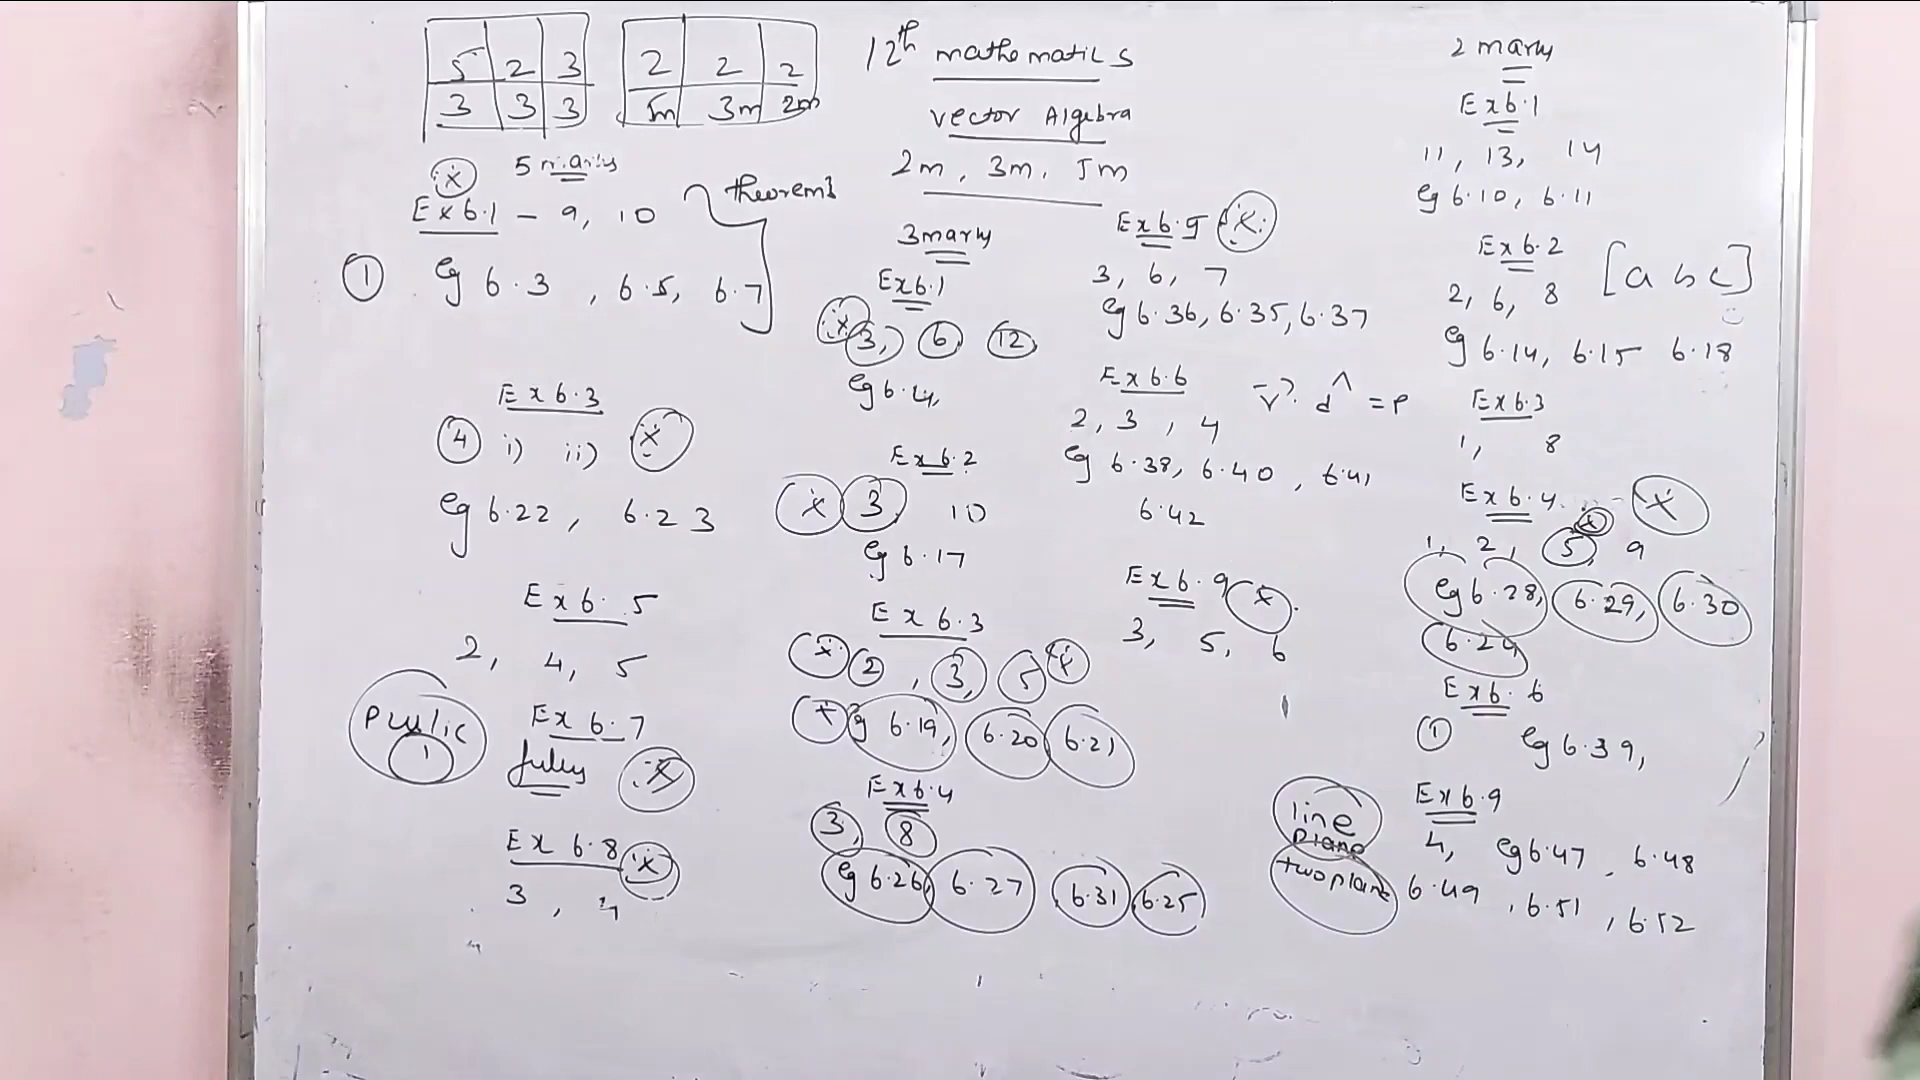 5 2 3
3 3 3
2 2 2
5m 3m 2m
12th mathematics
vector Algebra
2m, 3m, 5m
5 marks
x
Ex 6.1 - 9, 10
theorem
1 eg 6.3, 6.5, 6.7
Ex 6.3
4 i) ii) x
eg 6.22, 6.23
Ex 6.5
2, 4, 5
Public
1
Ex 6.7
fully x
Ex 6.8 x
3, 4
3 marks
Ex 6.1
x 3, 6 12
Ex 6.2
x 3, 10
eg 6.17
Ex 6.3
x 2, 3, 5 x
x eg 6.19, 6.20 6.21
Ex 6.4
3, 8
eg 6.26, 6.27 6.31 6.25
Ex 6.5 x
3, 6, 7
eg 6.36, 6.35, 6.37
Ex 6.6
2, 3, 4
eg 6.38, 6.40, 6.41
6.42
Ex 6.9 x
3, 5, 6
2 marks
Ex 6.1
11, 13, 14
eg 6.10, 6.11
Ex 6.2
2, 6, 8 [a b c]
eg 6.14, 6.15 6.18
Ex 6.3
1, 8
Ex 6.4 x
1, 2, 5, 9
eg 6.28, 6.29, 6.30
Ex 6.6
1 eg 6.39,
line
plane
two plane
Ex 6.9
4, eg 6.47, 6.48
6.49, 6.51, 6.52